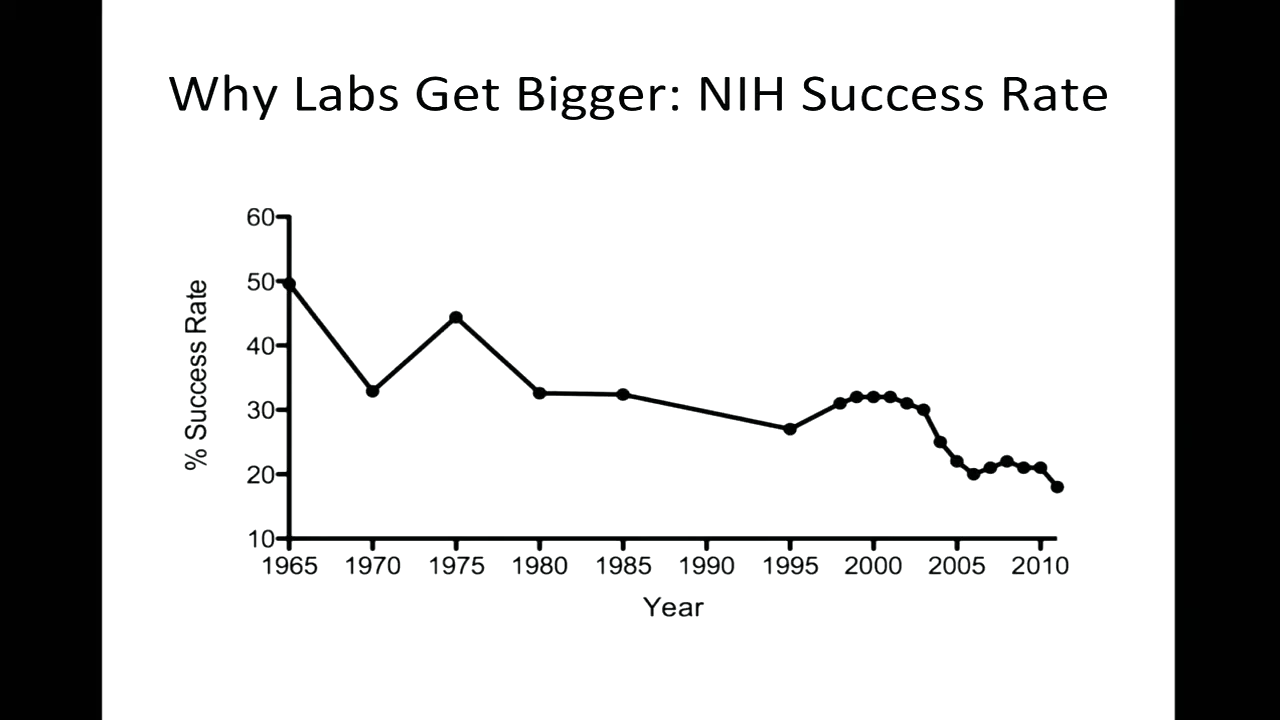 Why Labs Get Bigger: NIH Success Rate
60
50
40
30
20
10
% Success Rate
1965 1970 1975 1980 1985 1990 1995 2000 2005 2010
Year